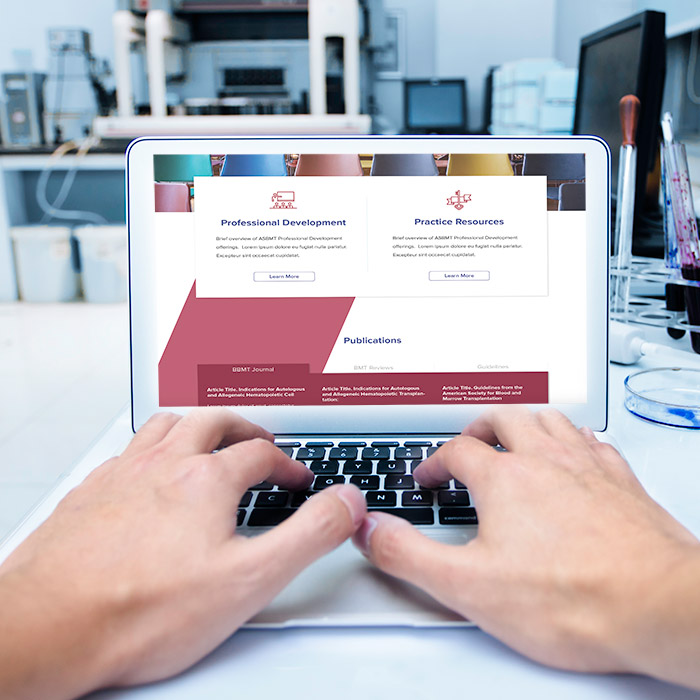 Professional Development
Brief overview of ASBMT Professional Development
offerings. Lorem ipsum dolore eu fugiat nulla pariatur.
Excepteur sint occaecat cupidatat.
Learn More
Practice Resources
Brief overview of ASBMT Professional Development
offerings. Lorem ipsum dolore eu fugiat nulla pariatur.
Excepteur sint occaecat cupidatat.
Learn More
Publications
BBMT Journal
BMT Reviews
Guidelines
Article Title. Indications for Autologous
and Allegeneic Hematopoietic Cell
Article Title. Indications for Autologous
and Allegeneic Hematopoietic Transplan-
tation:
Article Title. Guidelines from the
American Society for Blood and
Marrow Transplantation